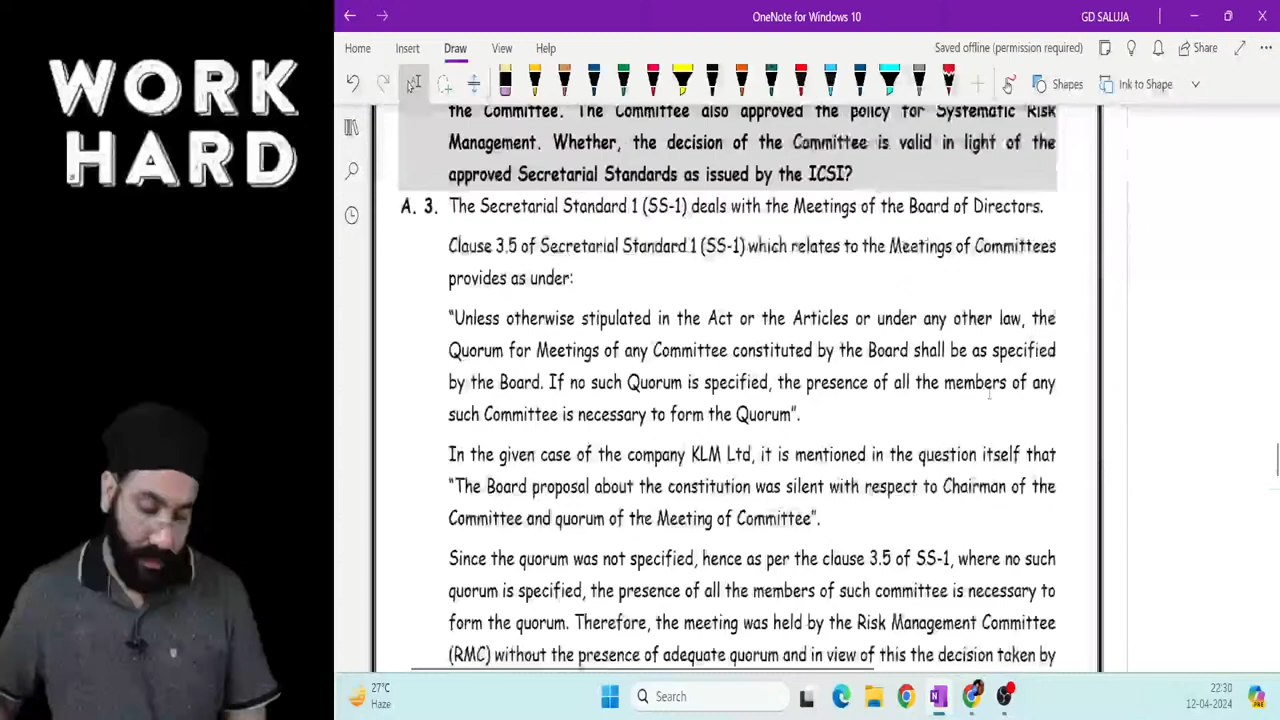 WORK
HARD
OneNote for Windows 10
GD SALUJA
Home Insert Draw View Help
Saved offline (permission required)
Share
Shapes
Ink to Shape
the Committee. The Committee also approved the policy for Systematic Risk
Management. Whether, the decision of the Committee is valid in light of the
approved Secretarial Standards as issued by the ICSI?
A. 3. The Secretarial Standard 1 (SS-1) deals with the Meetings of the Board of Directors.
Clause 3.5 of Secretarial Standard 1 (SS-1) which relates to the Meetings of Committees
provides as under:
“Unless otherwise stipulated in the Act or the Articles or under any other law, the
Quorum for Meetings of any Committee constituted by the Board shall be as specified
by the Board. If no such Quorum is specified, the presence of all the members of any
such Committee is necessary to form the Quorum”.
In the given case of the company KLM Ltd, it is mentioned in the question itself that
“The Board proposal about the constitution was silent with respect to Chairman of the
Committee and quorum of the Meeting of Committee”.
Since the quorum was not specified, hence as per the clause 3.5 of SS-1, where no such
quorum is specified, the presence of all the members of such committee is necessary to
form the quorum. Therefore, the meeting was held by the Risk Management Committee
(RMC) without the presence of adequate quorum and in view of this the decision taken by
27°C
Haze
Search
22:30
12-04-2024